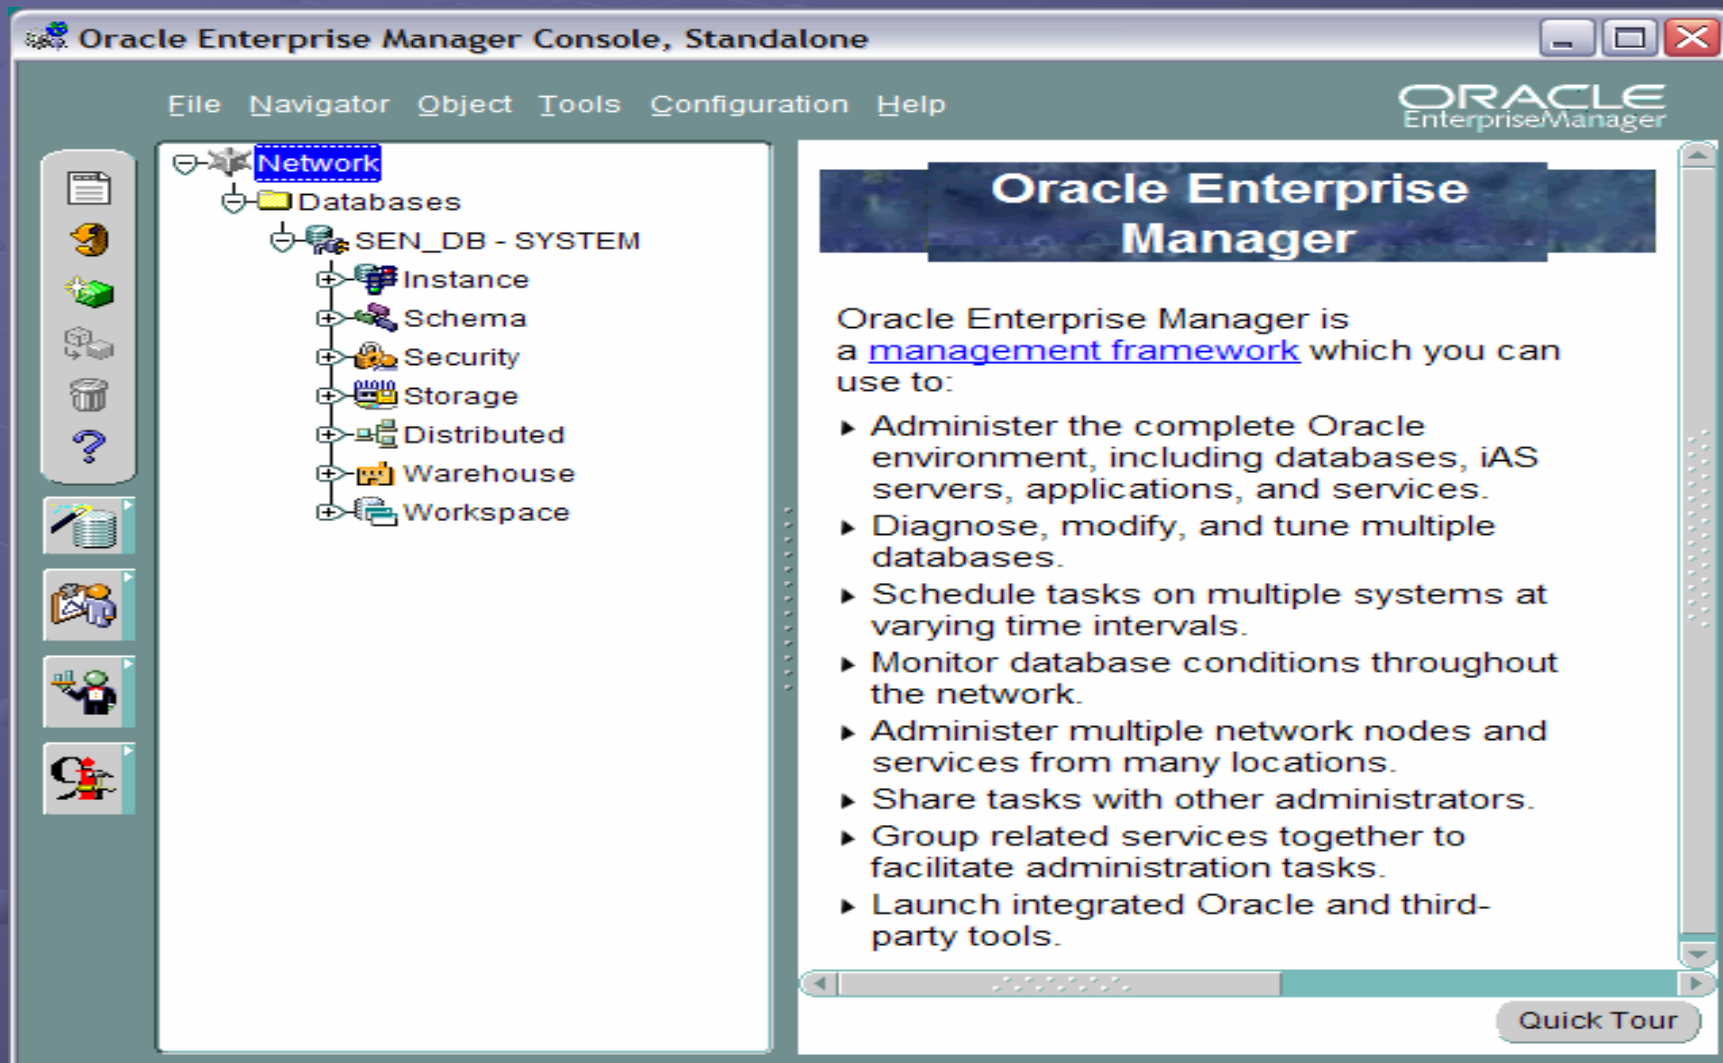 Oracle Enterprise Manager Console, Standalone
File Navigator Object Tools Configuration Help
ORACLE
EnterpriseManager
Network
Databases
SEN_DB - SYSTEM
Instance
Schema
Security
Storage
Distributed
Warehouse
Workspace
Oracle Enterprise
Manager
Oracle Enterprise Manager is
a management framework which you can
use to:
Administer the complete Oracle
environment, including databases, iAS
servers, applications, and services.
Diagnose, modify, and tune multiple
databases.
Schedule tasks on multiple systems at
varying time intervals.
Monitor database conditions throughout
the network.
Administer multiple network nodes and
services from many locations.
Share tasks with other administrators.
Group related services together to
facilitate administration tasks.
Launch integrated Oracle and third-
party tools.
Quick Tour